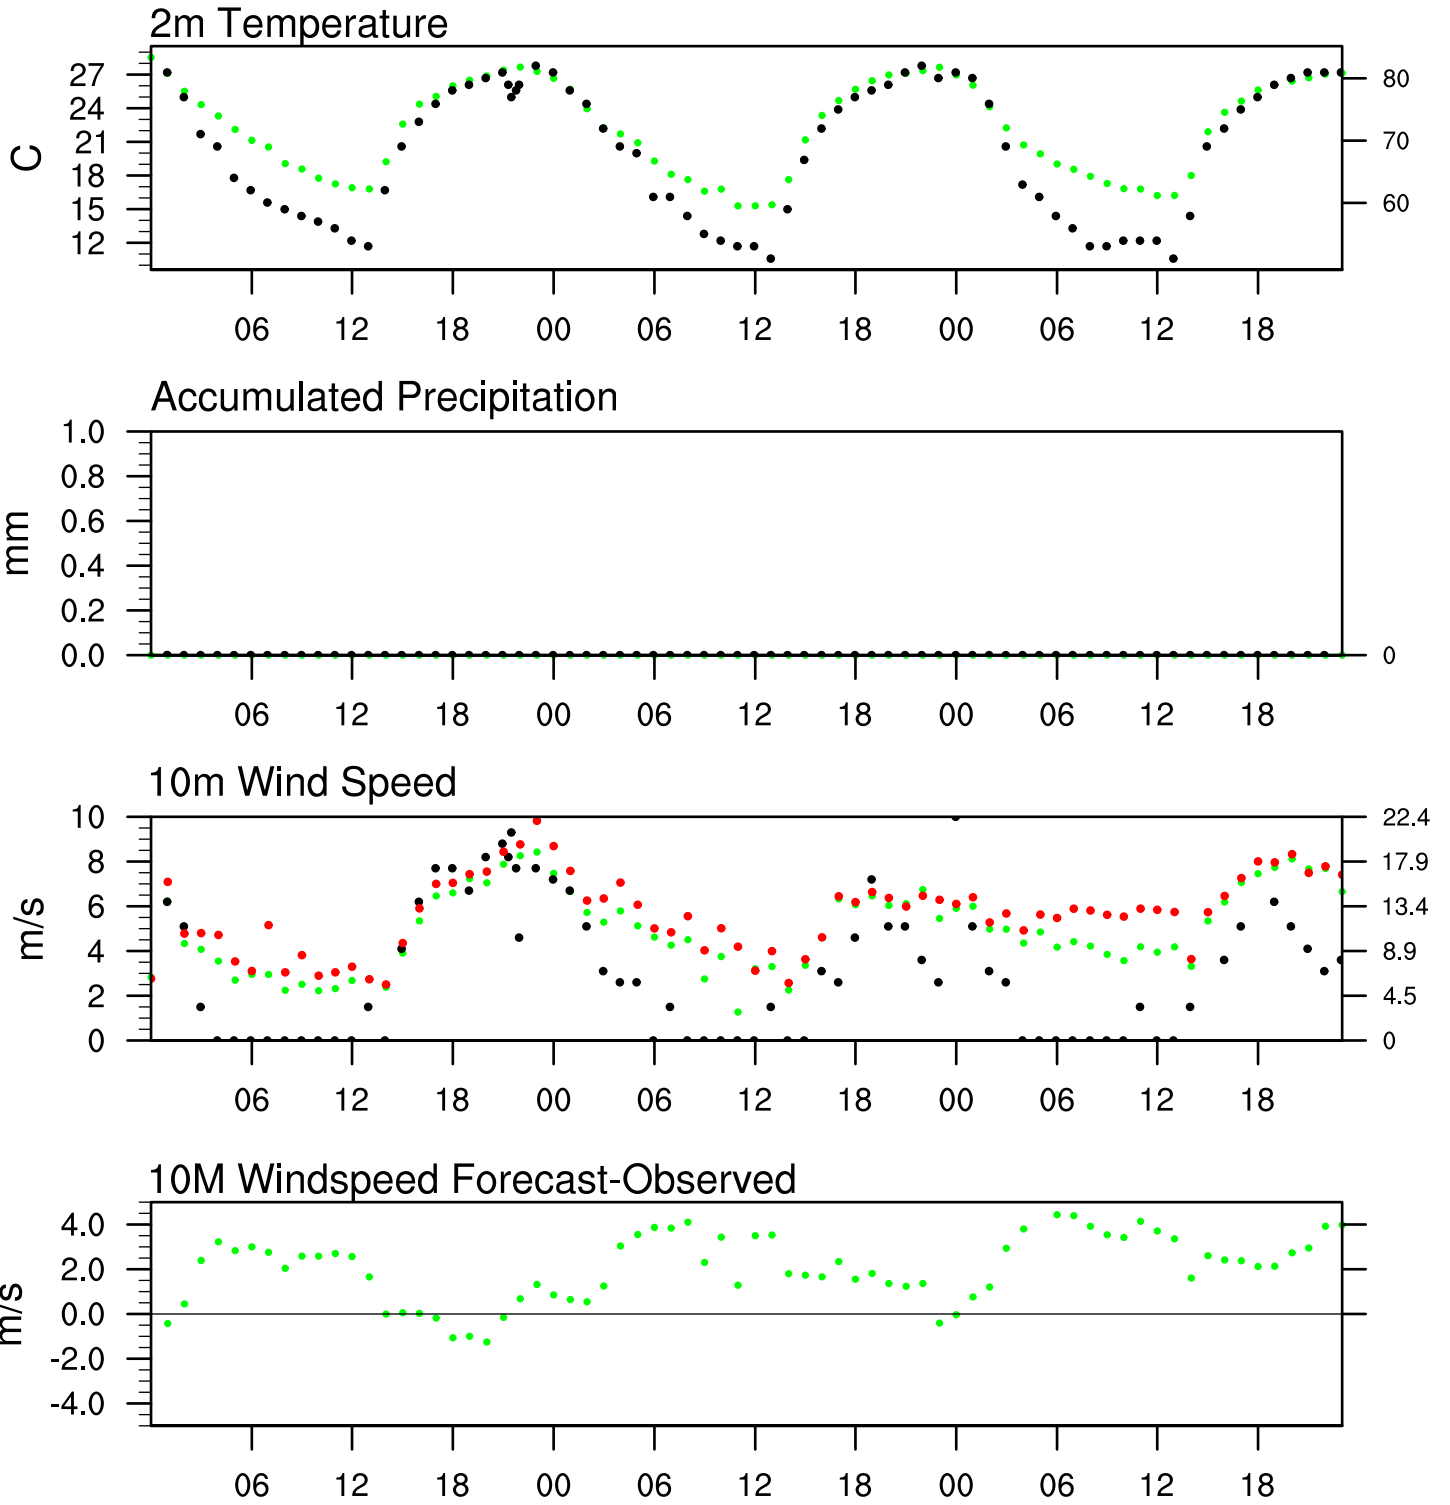 2m Temperature
27
24
21
18
15
12
C
80
70
60
06 12 18 00 06 12 18 00 06 12 18
Accumulated Precipitation
1.0
0.8
0.6
0.4
0.2
0.0
mm
0
06 12 18 00 06 12 18 00 06 12 18
10m Wind Speed
10
8
6
4
2
0
m/s
22.4
17.9
13.4
8.9
4.5
0
06 12 18 00 06 12 18 00 06 12 18
10M Windspeed Forecast-Observed
4.0
2.0
0.0
-2.0
-4.0
m/s
06 12 18 00 06 12 18 00 06 12 18